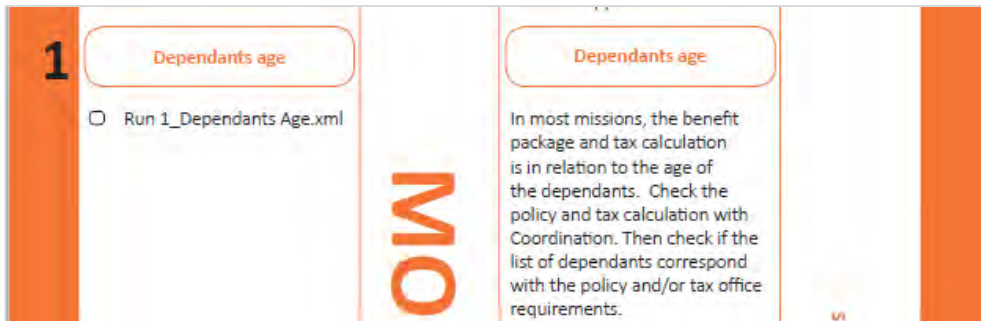 1
Dependants age
Run 1_Dependants Age.xml
MO
Dependants age
In most missions, the benefit
package and tax calculation
is in relation to the age of
the dependants. Check the
policy and tax calculation with
Coordination. Then check if the
list of dependants correspond
with the policy and/or tax office
requirements.
s